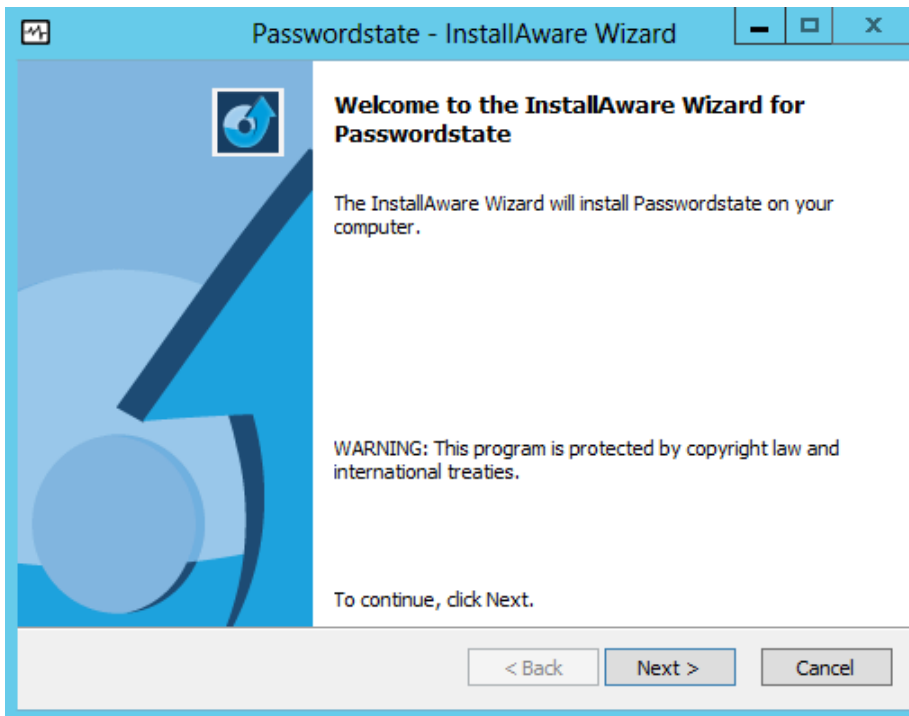 Passwordstate - InstallAware Wizard
Welcome to the InstallAware Wizard for
Passwordstate
The InstallAware Wizard will install Passwordstate on your
computer.
WARNING: This program is protected by copyright law and
international treaties.
To continue, click Next.
< Back Next > Cancel